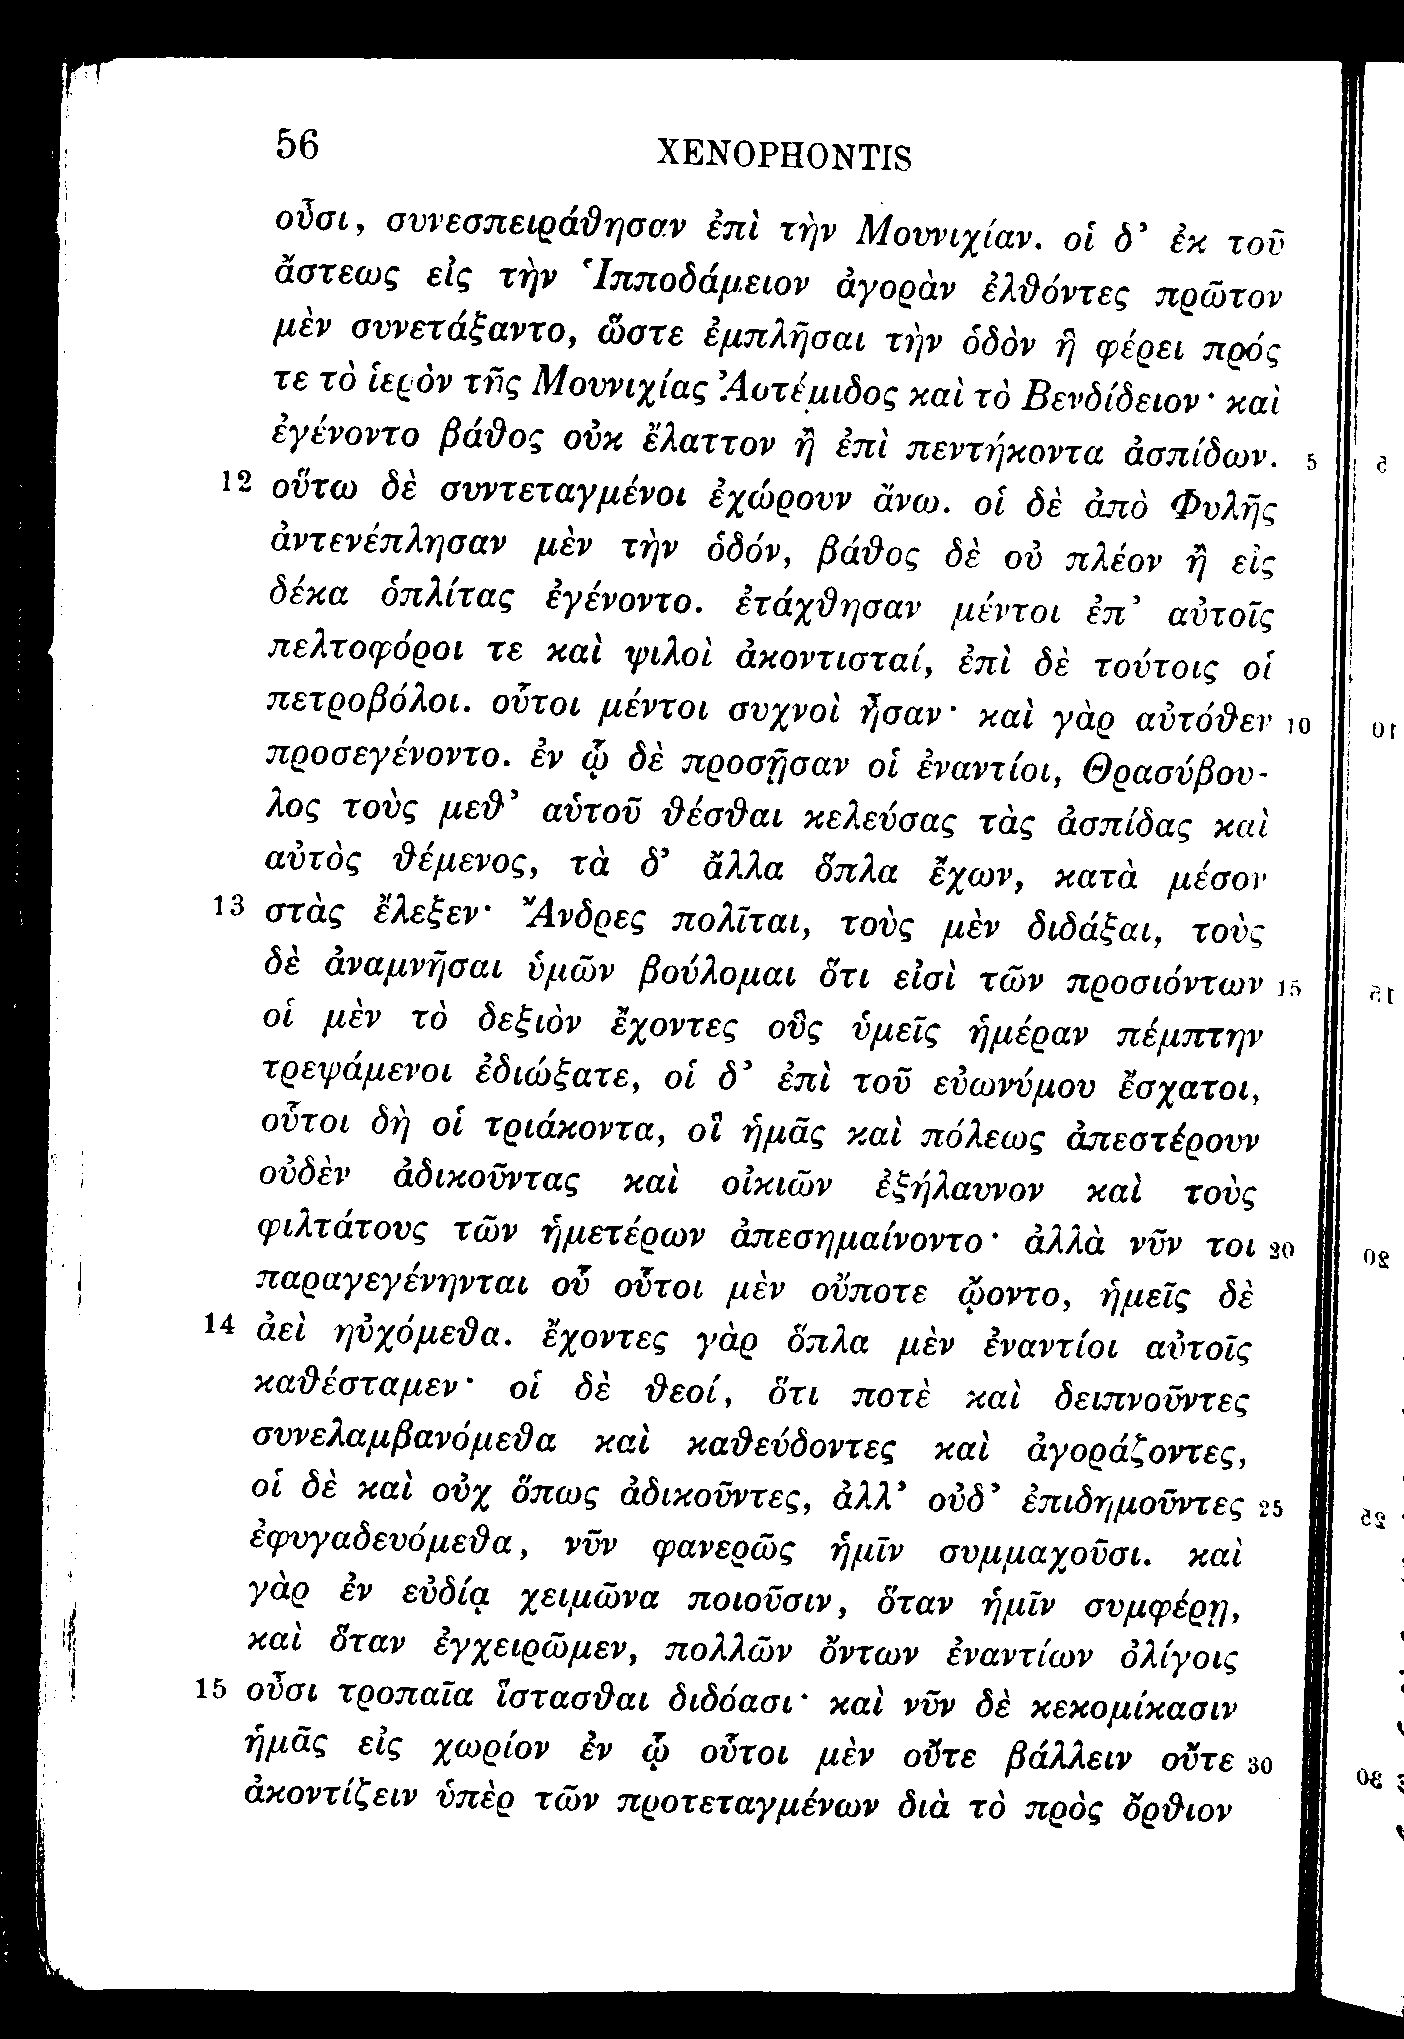 56 XENOPHONTIS
οὖσι, συνεσπειράθησαν ἐπὶ τὴν Μουνιχίαν. οἱ δ᾽ ἐκ τοῦ
ἄστεως εἰς τὴν Ἱπποδάμειον ἀγορὰν ἐλθόντες πρῶτον
μὲν συνετάξαντο, ὥστε ἐμπλῆσαι τὴν ὁδὸν ἣ φέρει πρός
τε τὸ ἱερὸν τῆς Μουνιχίας Ἀρτέμιδος καὶ τὸ Βενδίδειον· καὶ
ἐγένοντο βάθος οὐκ ἔλαττον ἢ ἐπὶ πεντήκοντα ἀσπίδων. 5
12 οὕτω δὲ συντεταγμένοι ἐχώρουν ἄνω. οἱ δὲ ἀπὸ Φυλῆς
ἀντενέπλησαν μὲν τὴν ὁδόν, βάθος δὲ οὐ πλέον ἢ εἰς
δέκα ὁπλίτας ἐγένοντο. ἐτάχθησαν μέντοι ἐπ᾽ αὐτοῖς
πελτοφόροι τε καὶ ψιλοὶ ἀκοντισταί, ἐπὶ δὲ τούτοις οἱ
πετροβόλοι. οὗτοι μέντοι συχνοὶ ἦσαν· καὶ γὰρ αὐτόθεν 10
προσεγένοντο. ἐν ᾧ δὲ προσῇσαν οἱ ἐναντίοι, Θρασύβου-
λος τοὺς μεθ᾽ αὑτοῦ θέσθαι κελεύσας τὰς ἀσπίδας καὶ
αὐτὸς θέμενος, τὰ δ᾽ ἄλλα ὅπλα ἔχων, κατὰ μέσον
13 στὰς ἔλεξεν· Ἄνδρες πολῖται, τοὺς μὲν διδάξαι, τοὺς
δὲ ἀναμνῆσαι ὑμῶν βούλομαι ὅτι εἰσὶ τῶν προσιόντων 15
οἱ μὲν τὸ δεξιὸν ἔχοντες οὓς ὑμεῖς ἡμέραν πέμπτην
τρεψάμενοι ἐδιώξατε, οἱ δ᾽ ἐπὶ τοῦ εὐωνύμου ἔσχατοι,
οὗτοι δὴ οἱ τριάκοντα, οἳ ἡμᾶς καὶ πόλεως ἀπεστέρουν
οὐδὲν ἀδικοῦντας καὶ οἰκιῶν ἐξήλαυνον καὶ τοὺς
φιλτάτους τῶν ἡμετέρων ἀπεσημαίνοντο· ἀλλὰ νῦν τοι 20
παραγεγένηνται οὗ οὗτοι μὲν οὔποτε ᾤοντο, ἡμεῖς δὲ
14 ἀεὶ ηὐχόμεθα. ἔχοντες γὰρ ὅπλα μὲν ἐναντίοι αὐτοῖς
καθέσταμεν· οἱ δὲ θεοί, ὅτι ποτὲ καὶ δειπνοῦντες
συνελαμβανόμεθα καὶ καθεύδοντες καὶ ἀγοράζοντες,
οἱ δὲ καὶ οὐχ ὅπως ἀδικοῦντες, ἀλλ᾽ οὐδ᾽ ἐπιδημοῦντες 25
ἐφυγαδευόμεθα, νῦν φανερῶς ἡμῖν συμμαχοῦσι. καὶ
γὰρ ἐν εὐδίᾳ χειμῶνα ποιοῦσιν, ὅταν ἡμῖν συμφέρῃ,
καὶ ὅταν ἐγχειρῶμεν, πολλῶν ὄντων ἐναντίων ὀλίγοις
15 οὖσι τροπαῖα ἵστασθαι διδόασι· καὶ νῦν δὲ κεκομίκασιν
ἡμᾶς εἰς χωρίον ἐν ᾧ οὗτοι μὲν οὔτε βάλλειν οὔτε 30
ἀκοντίζειν ὑπὲρ τῶν προτεταγμένων διὰ τὸ πρὸς ὄρθιον